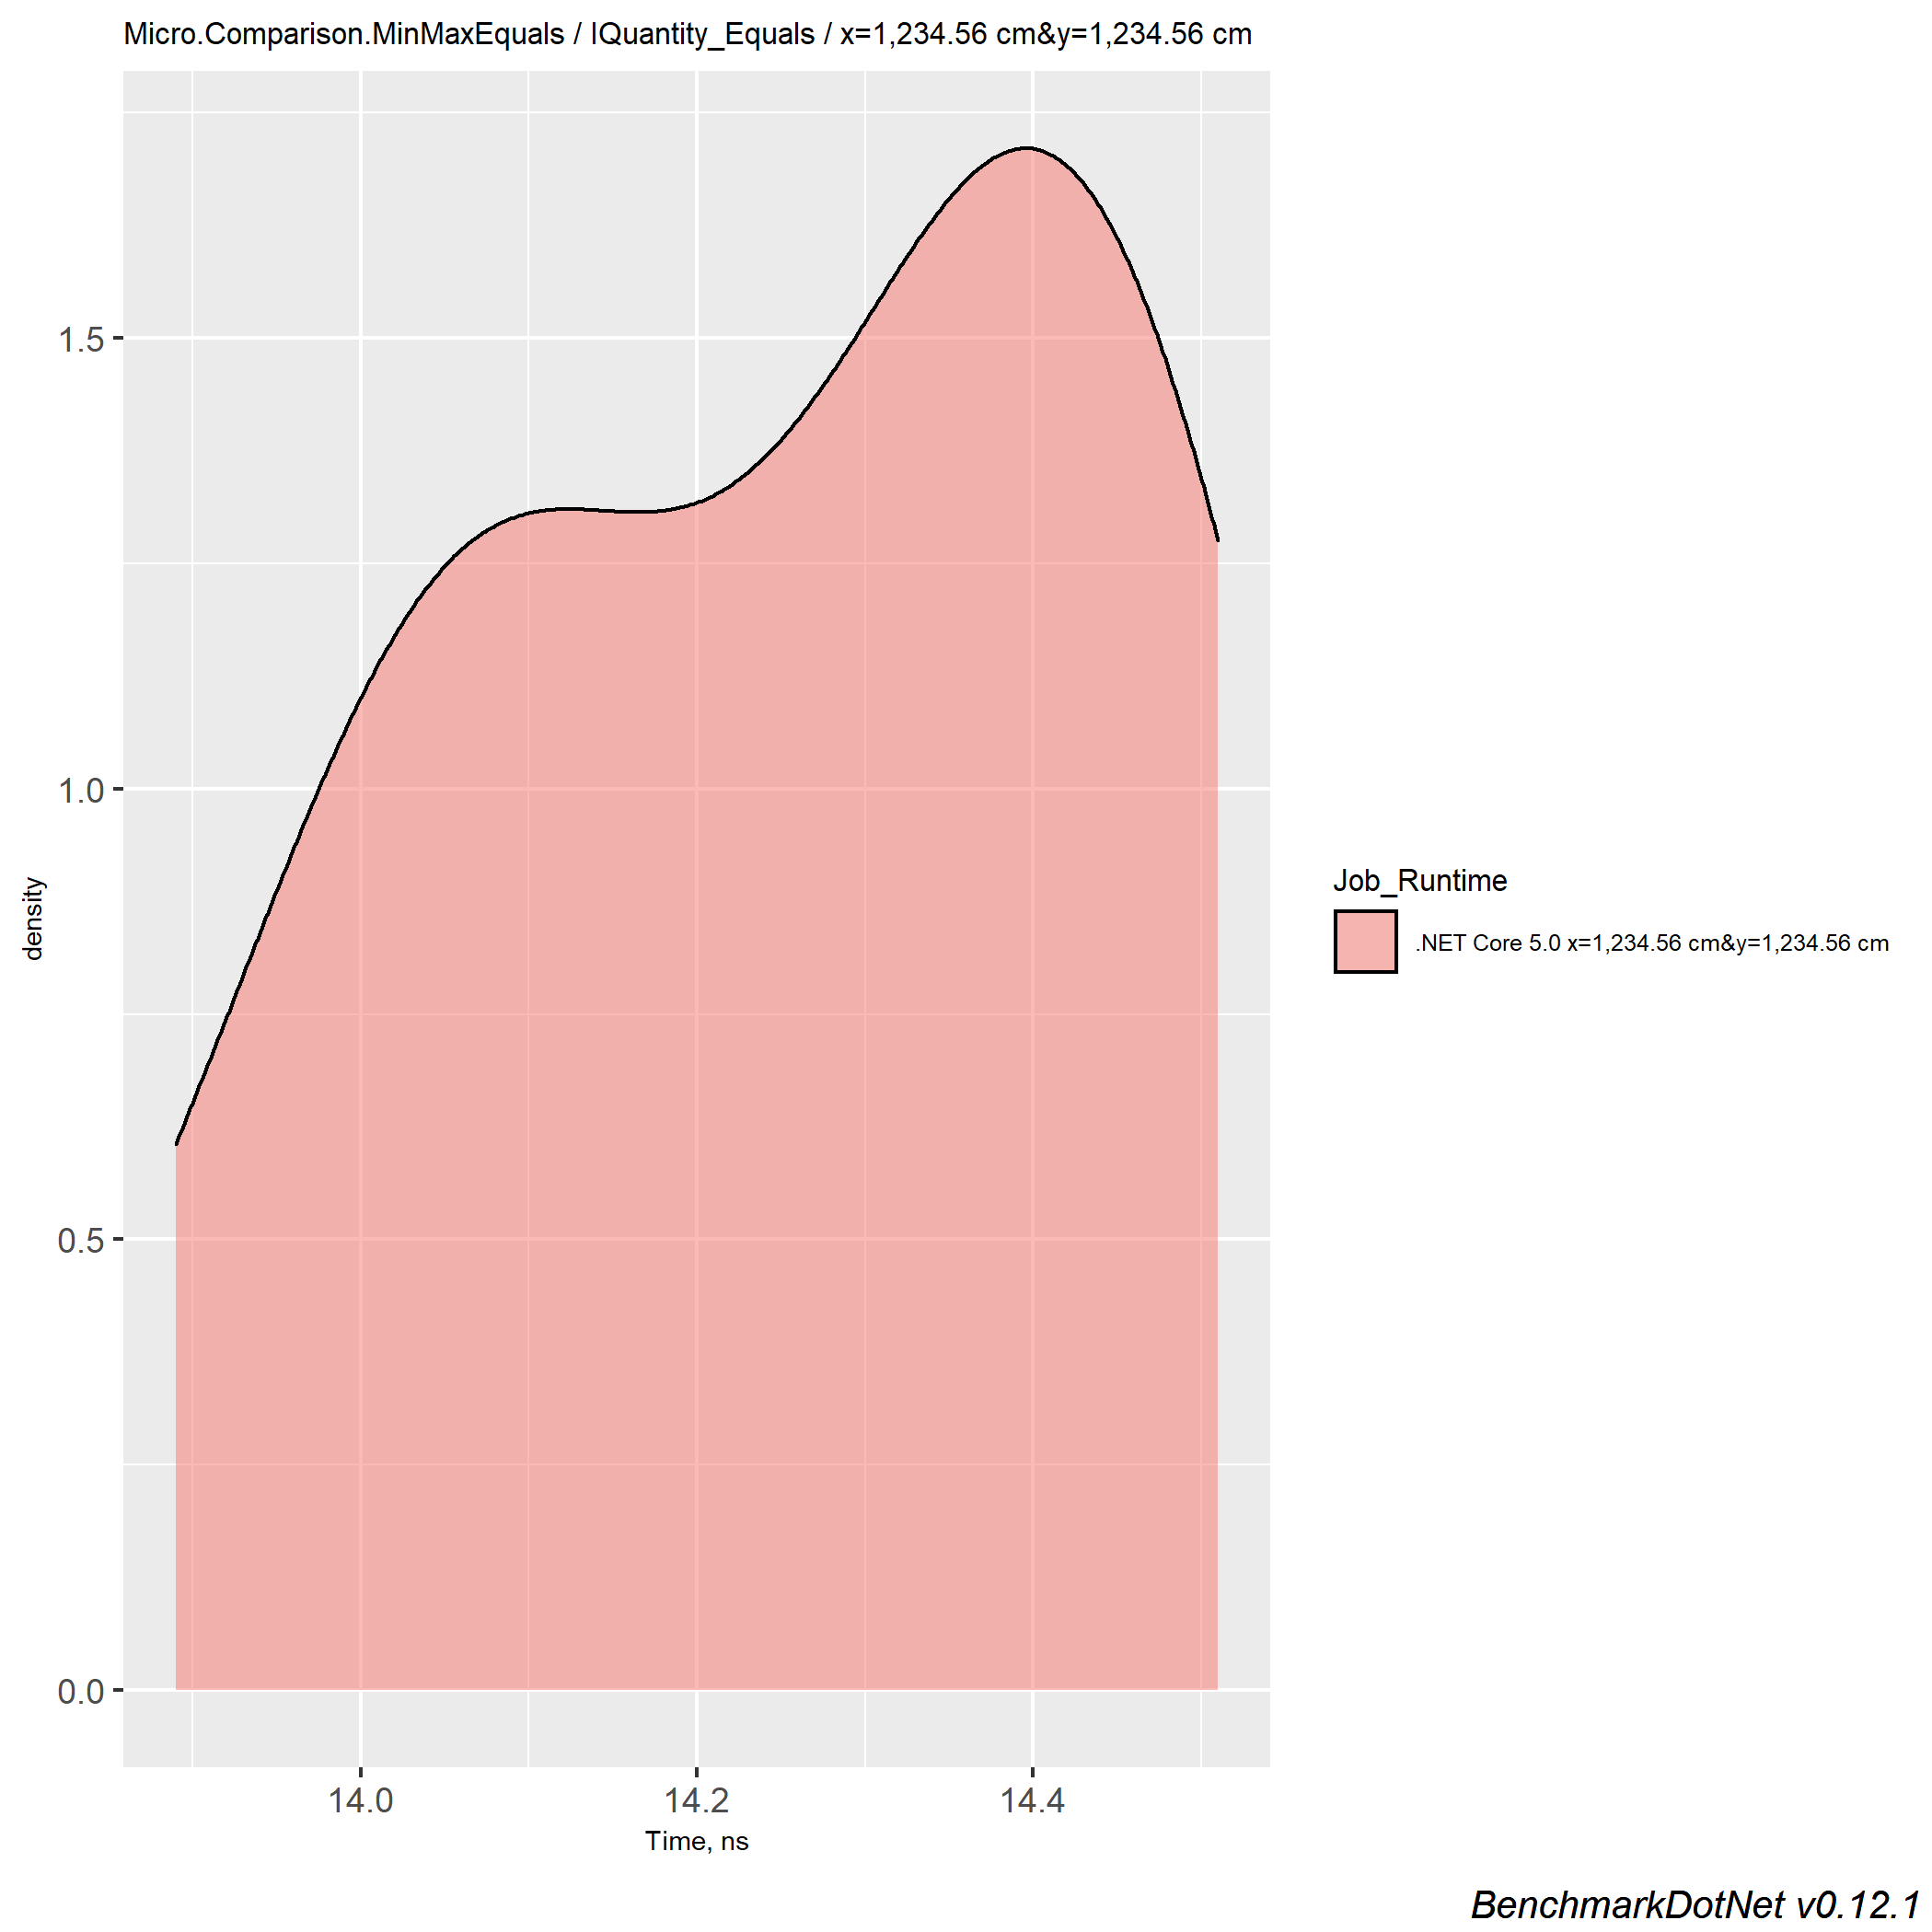 Micro.Comparison.MinMaxEquals / IQuantity_Equals / x=1,234.56 cm&y=1,234.56 cm
density
1.5
1.0
0.5
0.0
14.0 14.2 14.4
Time, ns
Job_Runtime
.NET Core 5.0 x=1,234.56 cm&y=1,234.56 cm
BenchmarkDotNet v0.12.1